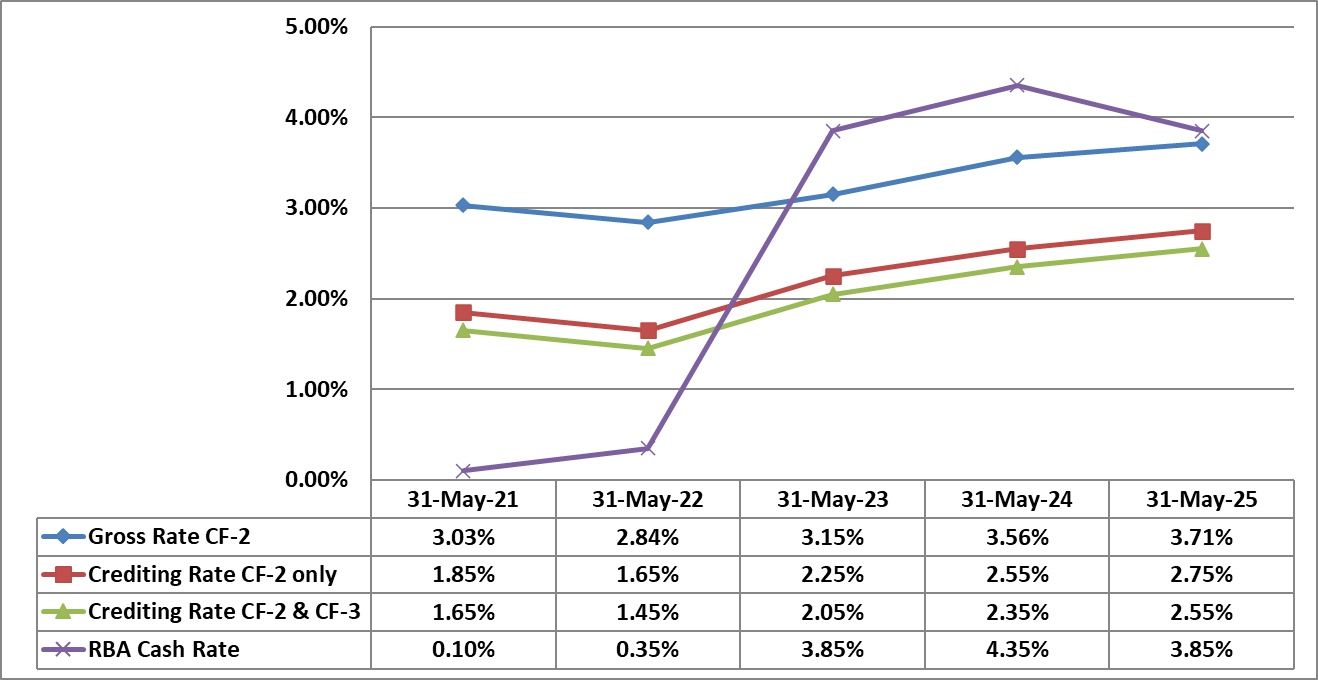 5.00%
4.00%
3.00%
2.00%
1.00%
0.00%
31-May-21 31-May-22 31-May-23 31-May-24 31-May-25
Gross Rate CF-2 3.03% 2.84% 3.15% 3.56% 3.71%
Crediting Rate CF-2 only 1.85% 1.65% 2.25% 2.55% 2.75%
Crediting Rate CF-2 & CF-3 1.65% 1.45% 2.05% 2.35% 2.55%
RBA Cash Rate 0.10% 0.35% 3.85% 4.35% 3.85%